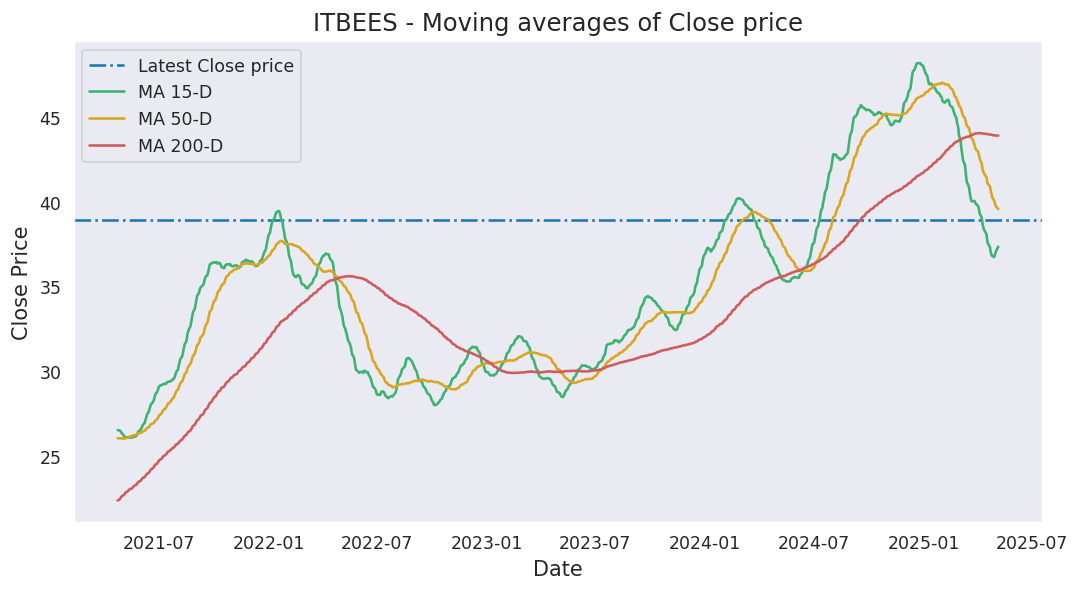 ITBEES - Moving averages of Close price
Latest Close price
MA 15-D
MA 50-D
MA 200-D
Close Price
45
40
35
30
25
2021-07
2022-01
2022-07
2023-01
2023-07
2024-01
2024-07
2025-01
2025-07
Date